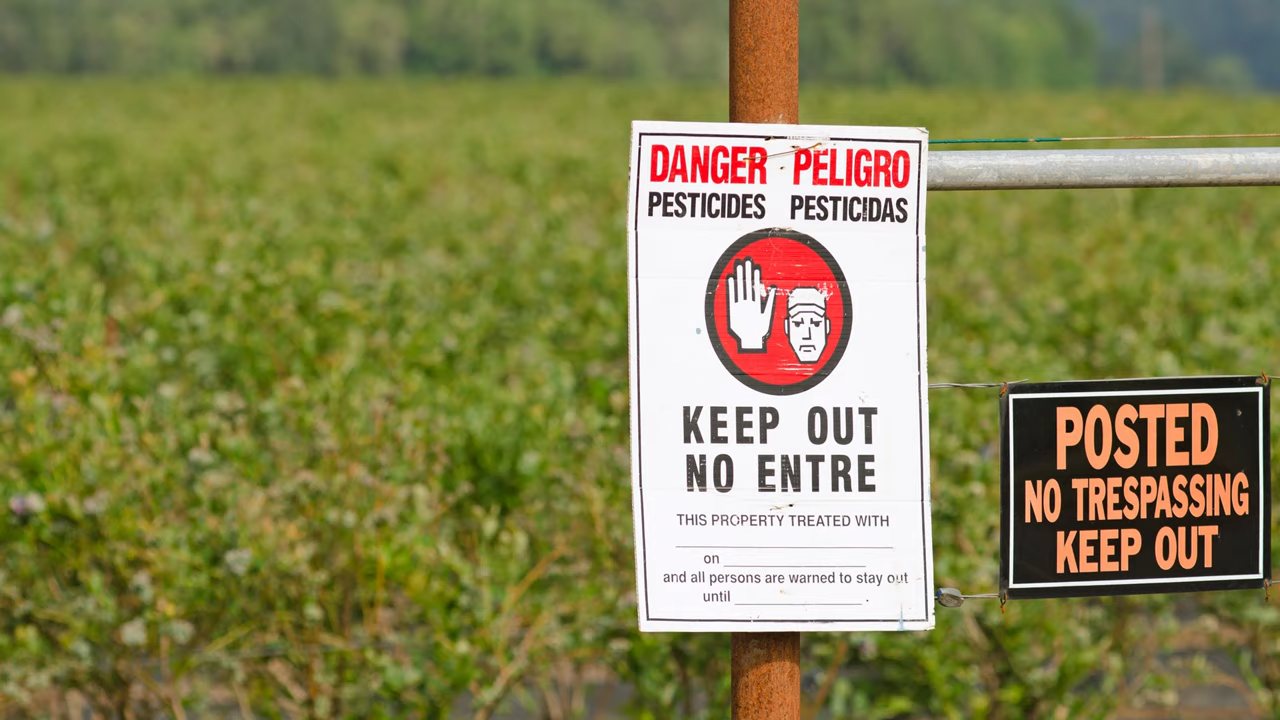 DANGER PELIGRO
PESTICIDES PESTICIDAS
KEEP OUT
NO ENTRE
THIS PROPERTY TREATED WITH
on
and all persons are warned to stay out
until .
POSTED
NO TRESPASSING
KEEP OUT